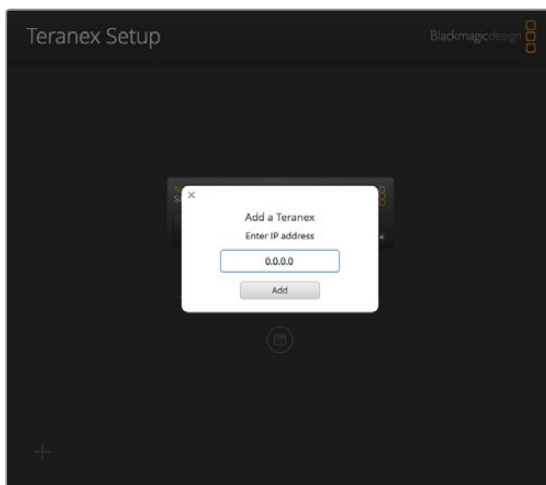 Teranex Setup
Blackmagicdesign
Add a Teranex
Enter IP address
0.0.0.0
Add